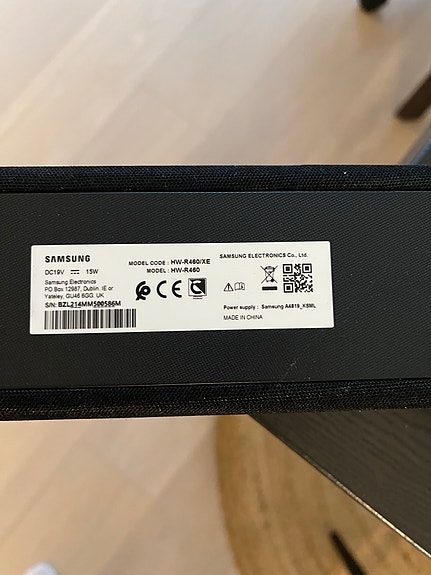 SAMSUNG
DC19V 15W
Samsung Electronics
PO Box 12987, Dublin. IE or
Yateley, GU46 6GG. UK
S/N: BZL214MM500586M
MODEL CODE : HW-R460/XE
MODEL : HW-R460
CE
SAMSUNG ELECTRONICS Co., Ltd.
Power supply : Samsung A4819_KSML
MADE IN CHINA